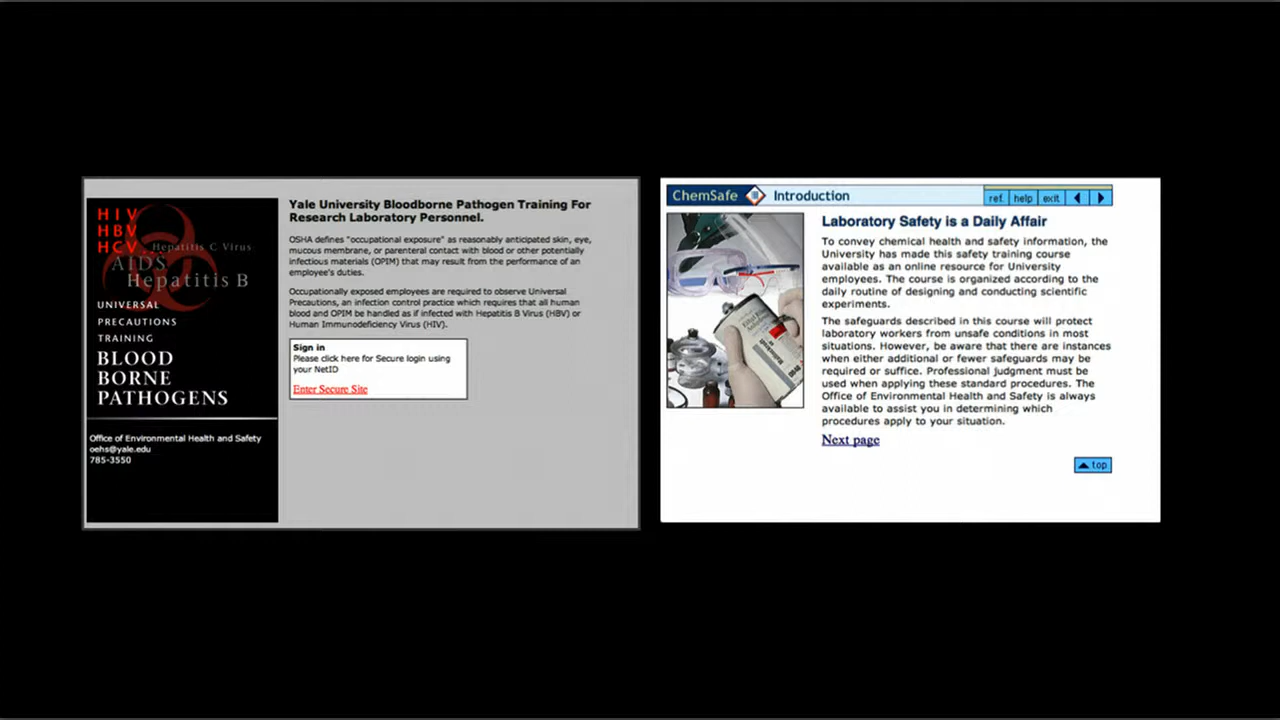 HIV
HBV
HCV Hepatitis C Virus
AIDS
Hepatitis B
UNIVERSAL
PRECAUTIONS
TRAINING
BLOOD
BORNE
PATHOGENS
Office of Environmental Health and Safety
oehs@yale.edu
785-3550
Yale University Bloodborne Pathogen Training For
Research Laboratory Personnel.
OSHA defines "occupational exposure" as reasonably anticipated skin, eye,
mucous membrane, or parenteral contact with blood or other potentially
infectious materials (OPIM) that may result from the performance of an
employee's duties.
Occupationally exposed employees are required to observe Universal
Precautions, an infection control practice which requires that all human
blood and OPIM be handled as if infected with Hepatitis B Virus (HBV) or
Human Immunodeficiency Virus (HIV).
Sign in
Please click here for Secure login using
your NetID
Enter Secure Site
ChemSafe Introduction
ref. help exit
Laboratory Safety is a Daily Affair
To convey chemical health and safety information, the
University has made this safety training course
available as an online resource for University
employees. The course is organized according to the
daily routine of designing and conducting scientific
experiments.
The safeguards described in this course will protect
laboratory workers from unsafe conditions in most
situations. However, be aware that there are instances
when either additional or fewer safeguards may be
required or suffice. Professional judgment must be
used when applying these standard procedures. The
Office of Environmental Health and Safety is always
available to assist you in determining which
procedures apply to your situation.
Next page
top